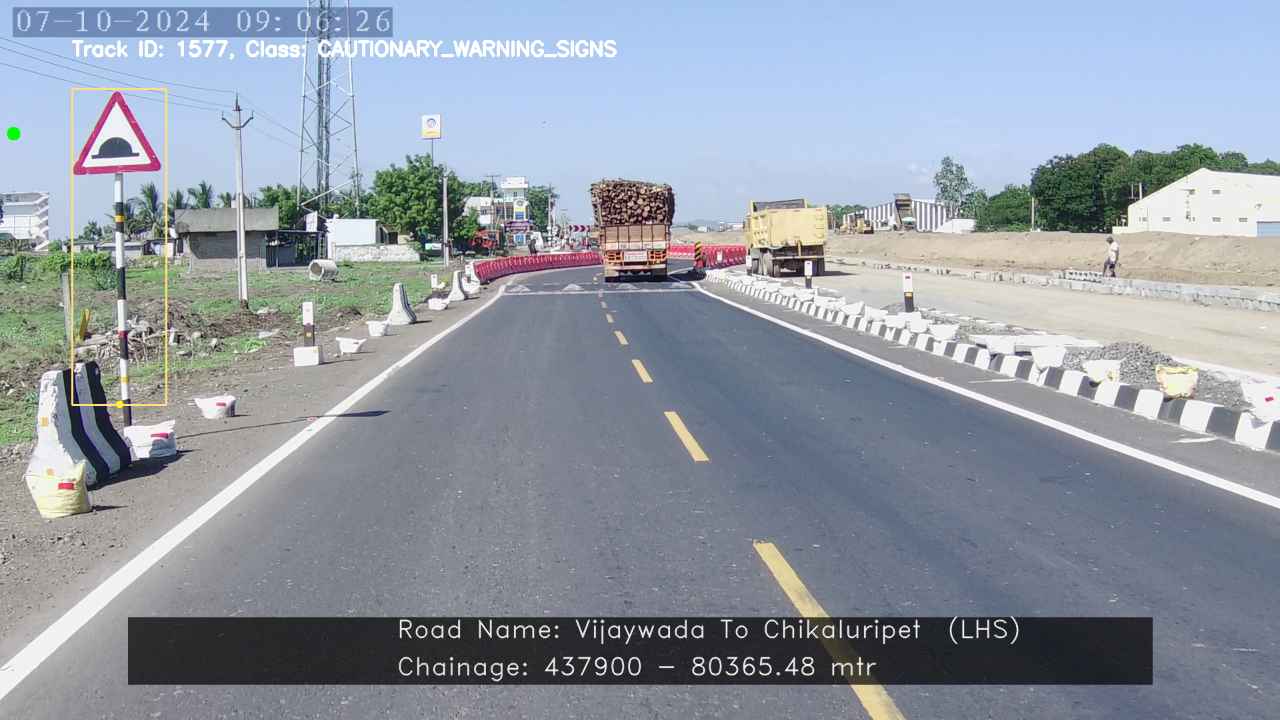 07-10-2024 09:06:26
Track ID: 1577, Class: CAUTIONARY_WARNING_SIGNS
Road Name: Vijaywada To Chikaluripet (LHS)
Chainage: 437900 - 80365.48 mtr